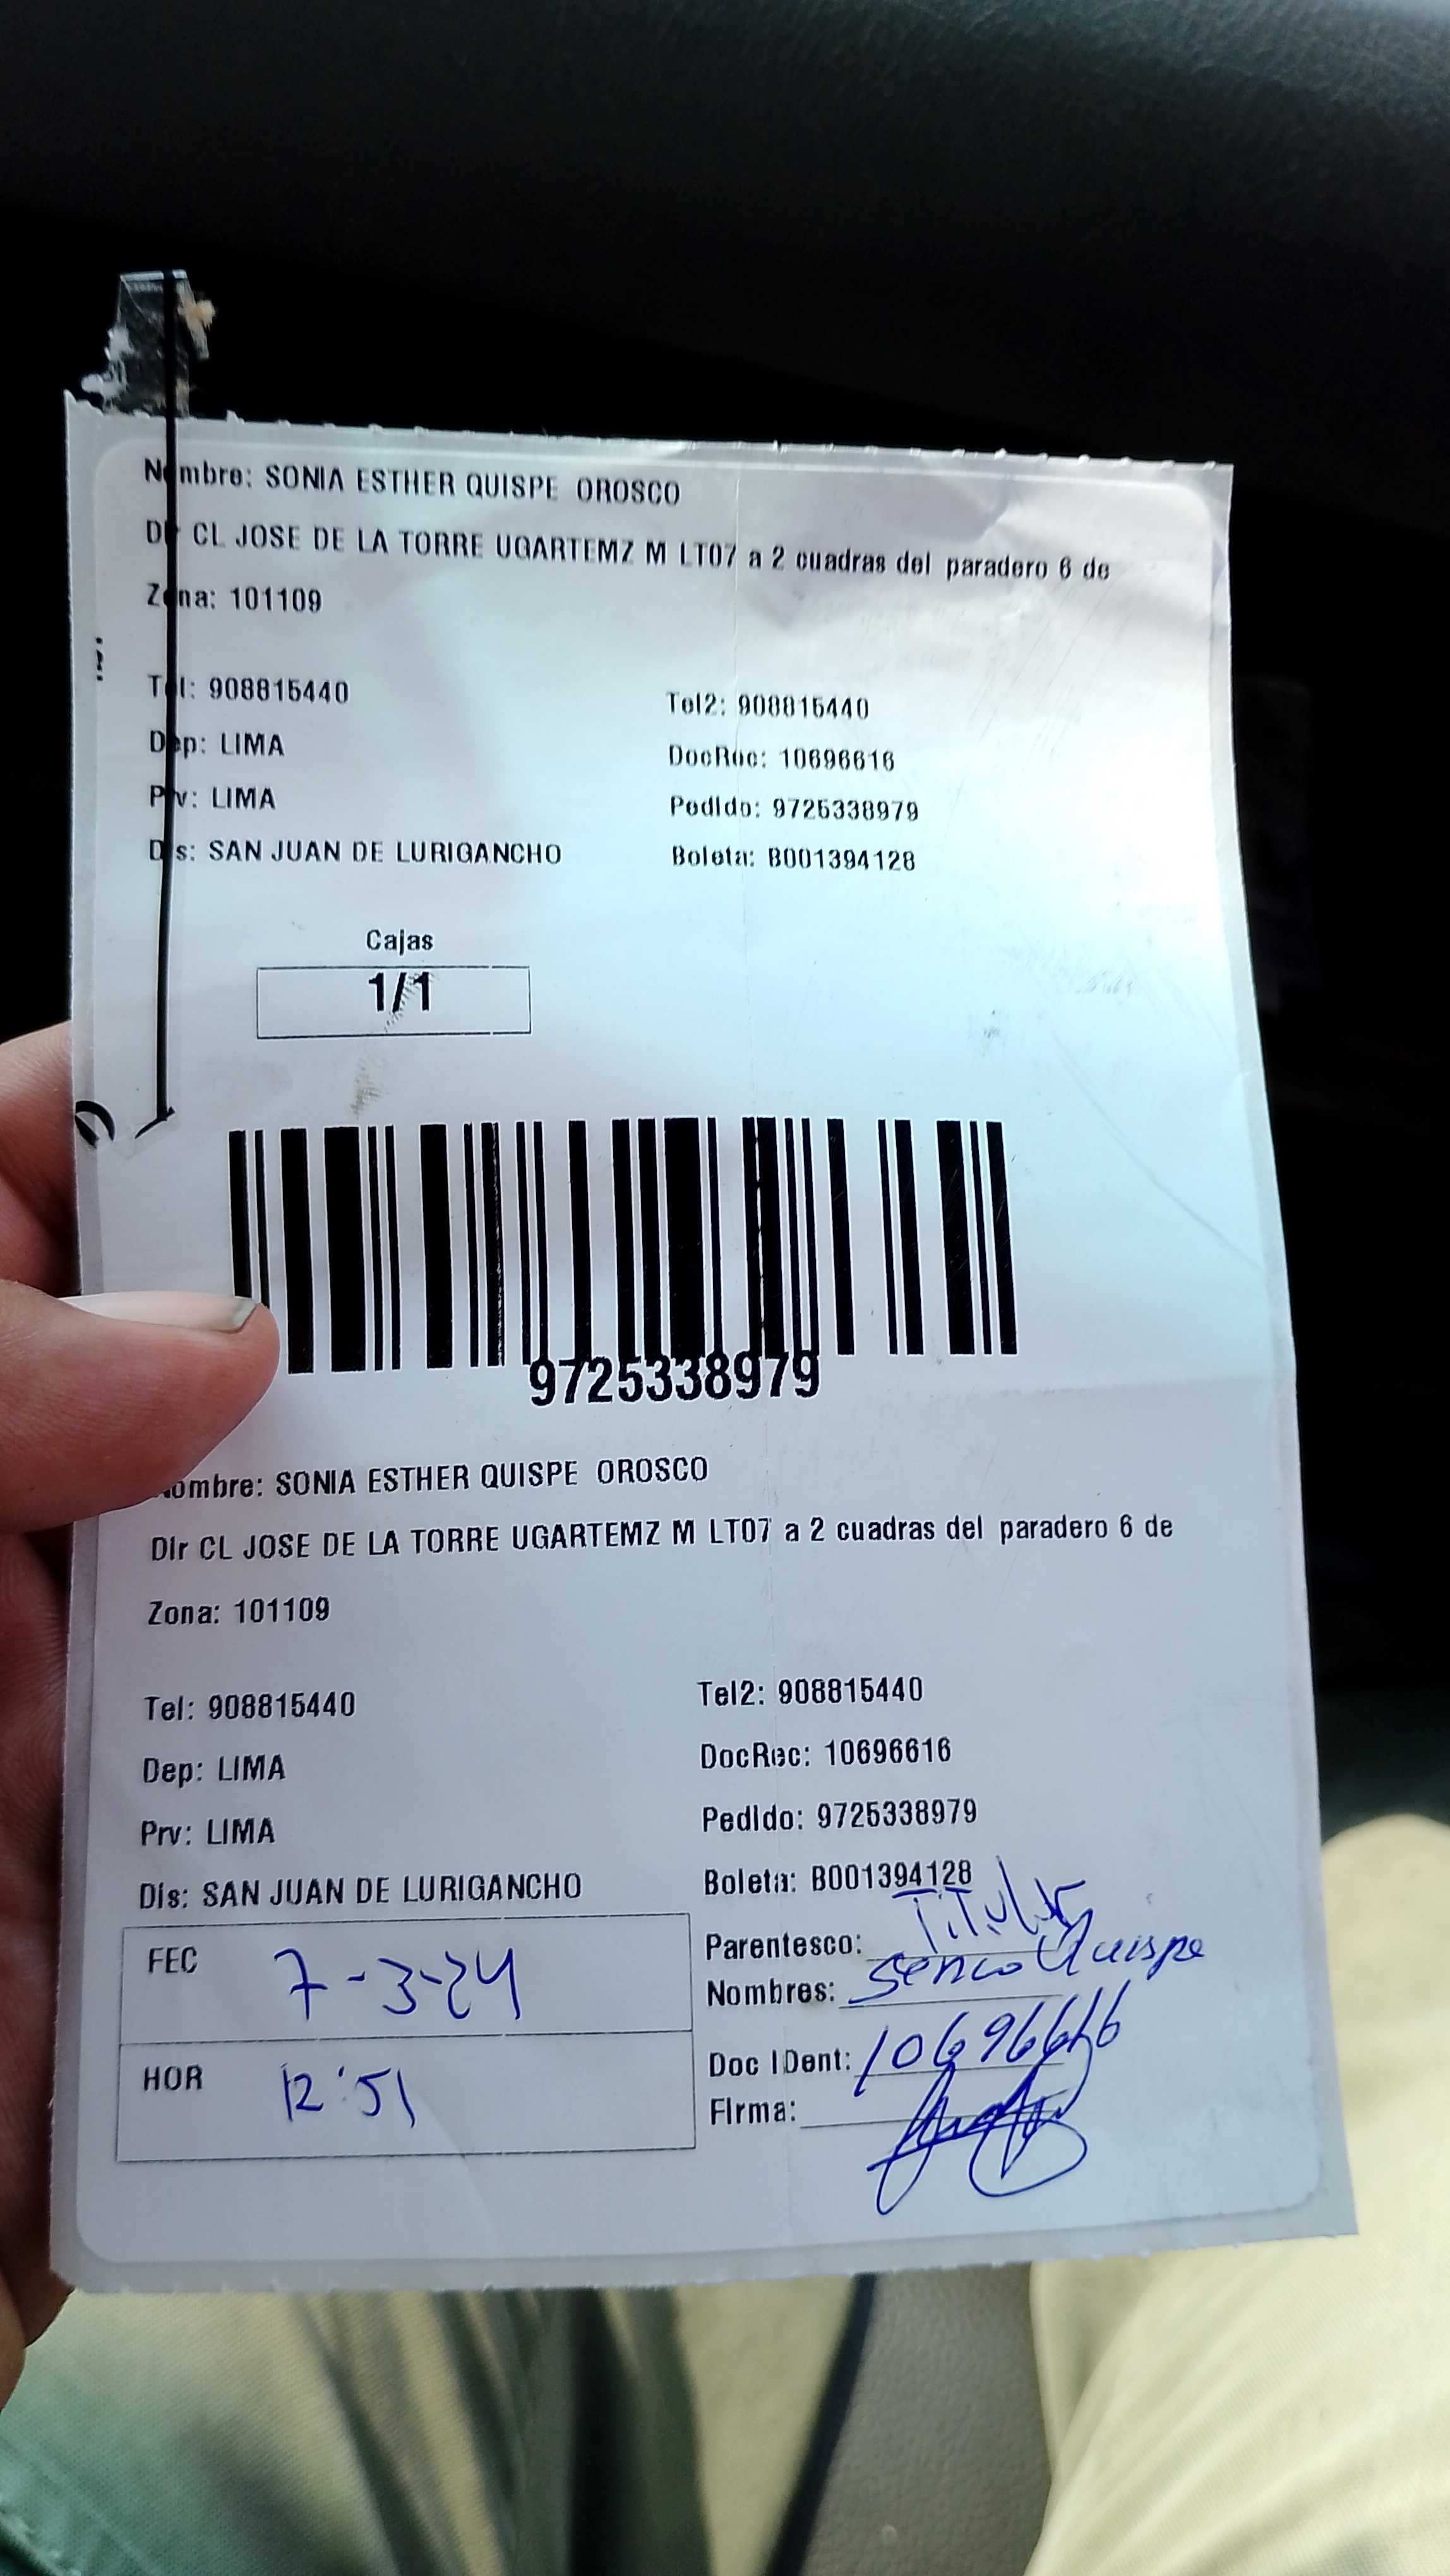 Nombre: SONIA ESTHER QUISPE OROSCO
Dir CL JOSE DE LA TORRE UGARTEMZ M LT07 a 2 cuadras del paradero 6 de
Zona: 101109
Tel: 908815440 Tel2: 908815440
Dep: LIMA DocRec: 10696616
Prv: LIMA Pedido: 9725338979
Dis: SAN JUAN DE LURIGANCHO Boleta: B001394128
Cajas
1/1
9725338979
Nombre: SONIA ESTHER QUISPE OROSCO
Dir CL JOSE DE LA TORRE UGARTEMZ M LT07 a 2 cuadras del paradero 6 de
Zona: 101109
Tel: 908815440 Tel2: 908815440
Dep: LIMA DocRec: 10696616
Prv: LIMA Pedido: 9725338979
Dis: SAN JUAN DE LURIGANCHO Boleta: B001394128
FEC 7-3-24 Parentesco: Titular
Nombres: Quispe
HOR 12:51 Doc IDent: 10696616
Firma: